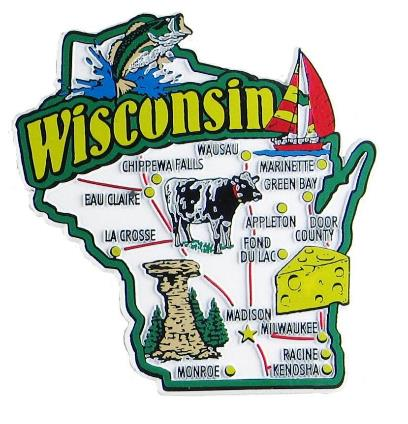 WISCONSIN
WAUSAU
CHIPPEWA FALLS
MARINETTE
GREEN BAY
EAU CLAIRE
APPLETON
DOOR
COUNTY
LA CROSSE
FOND
DU LAC
MADISON
MILWAUKEE
RACINE
MONROE
KENOSHA